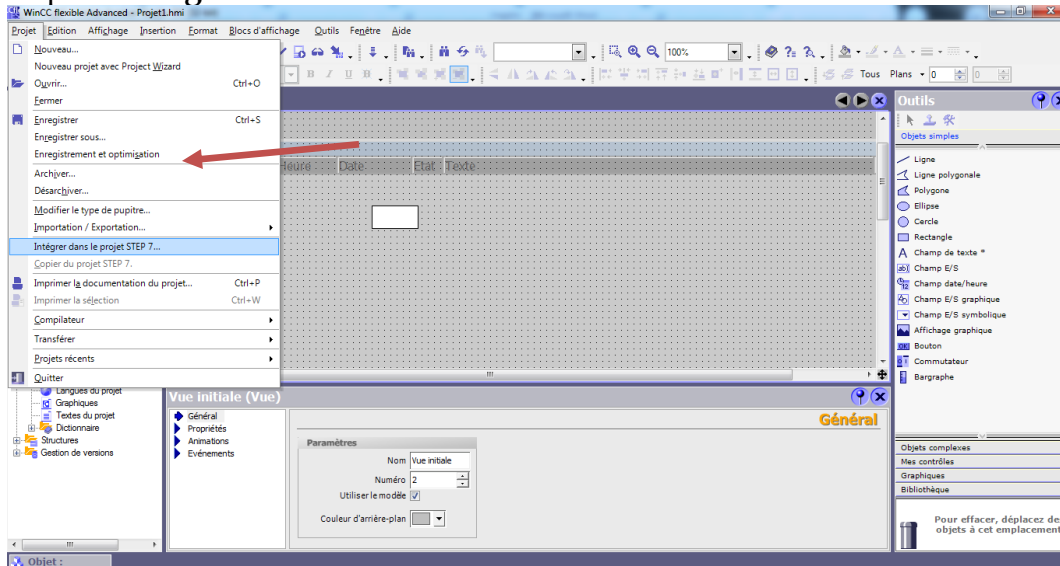 WinCC flexible Advanced - Projet1.hmi
Projet Edition Affichage Insertion Format Blocs d'affichage Outils Fenêtre Aide
Nouveau...
Nouveau projet avec Project Wizard
Ouvrir... Ctrl+O
Fermer
Enregistrer Ctrl+S
Enregistrer sous...
Enregistrement et optimisation
Archiver...
Désarchiver...
Modifier le type de pupitre...
Importation / Exportation...
Intégrer dans le projet STEP 7...
Copier du projet STEP 7.
Imprimer la documentation du projet... Ctrl+P
Imprimer la sélection Ctrl+W
Compilateur
Transférer
Projets récents
Quitter
100%
B I U B
Tous Plans 0 0
Heure Date Etat Texte
Langues du projet
Graphiques
Textes du projet
Dictionnaire
Structures
Gestion de versions
Vue initiale (Vue)
Général
Propriétés
Animations
Evénements
Général
Paramètres
Nom Vue initiale
Numéro 2
Utiliser le modèle
Couleur d'arrière-plan
Outils
Objets simples
Ligne
Ligne polygonale
Polygone
Ellipse
Cercle
Rectangle
A Champ de texte *
Champ E/S
Champ date/heure
Champ E/S graphique
Champ E/S symbolique
Affichage graphique
OK Bouton
Commutateur
Bargraphe
Objets complexes
Mes contrôles
Graphiques
Bibliothèque
Pour effacer, déplacez de
objets à cet emplacement
Objet :